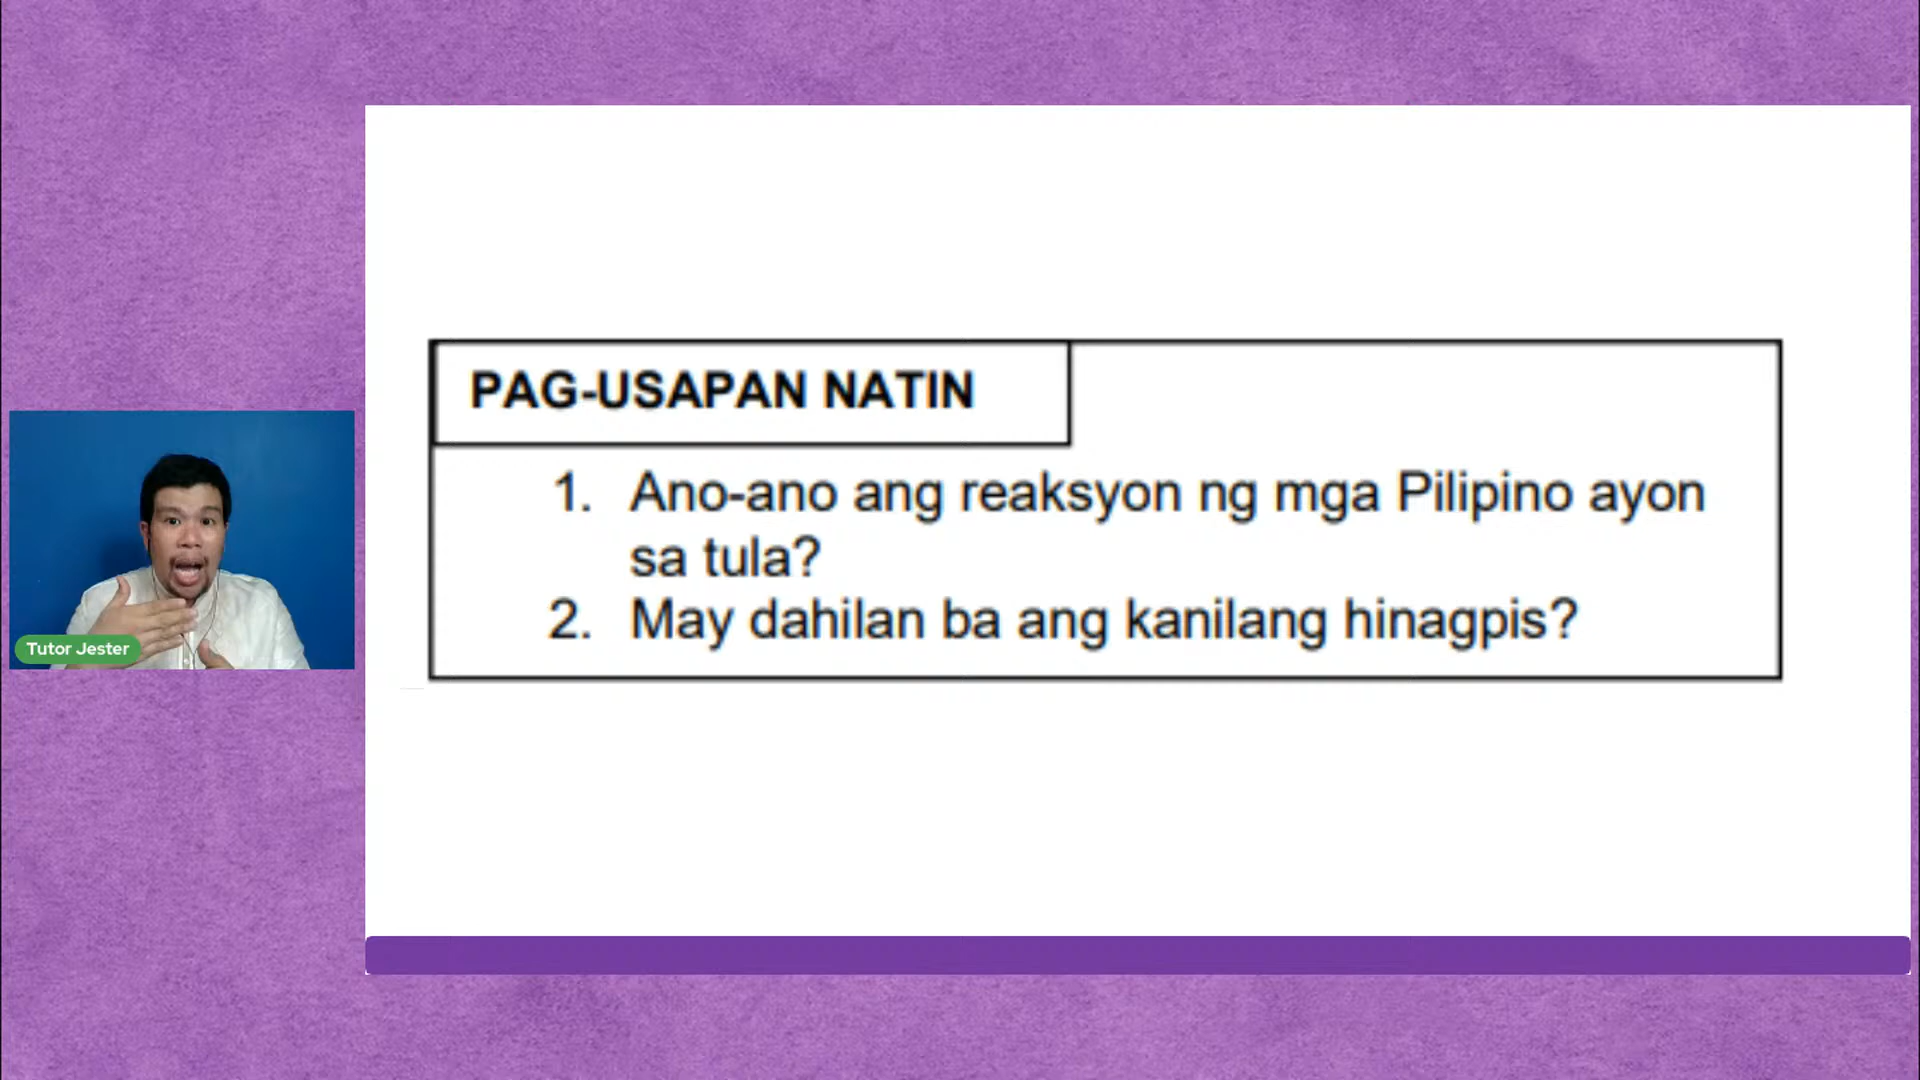 PAG-USAPAN NATIN
1. Ano-ano ang reaksyon ng mga Pilipino ayon
sa tula?
2. May dahilan ba ang kanilang hinagpis?
Tutor Jester